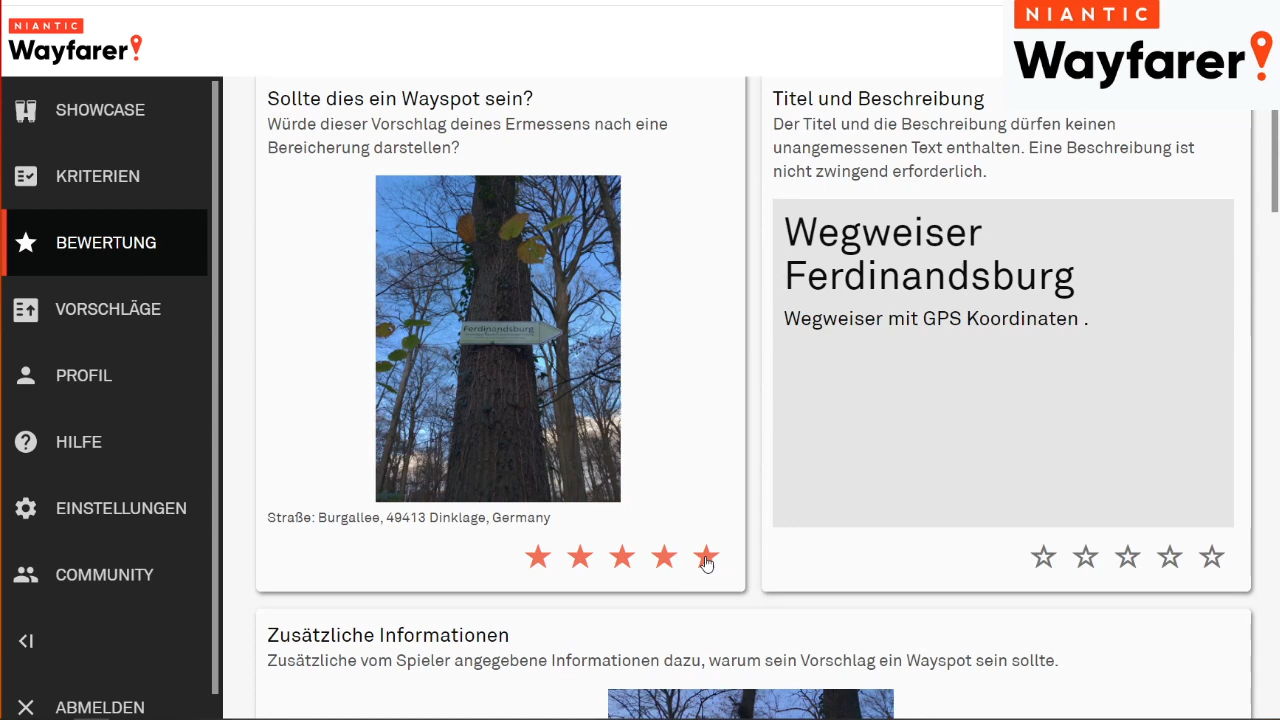 NIANTIC
Wayfarer
NIANTIC
Wayfarer
SHOWCASE
KRITERIEN
BEWERTUNG
VORSCHLÄGE
PROFIL
HILFE
EINSTELLUNGEN
COMMUNITY
ABMELDEN
Sollte dies ein Wayspot sein?
Würde dieser Vorschlag deines Ermessens nach eine
Bereicherung darstellen?
Ferdinandsburg
Straße: Burgallee, 49413 Dinklage, Germany
Titel und Beschreibung
Der Titel und die Beschreibung dürfen keinen
unangemessenen Text enthalten. Eine Beschreibung ist
nicht zwingend erforderlich.
Wegweiser
Ferdinandsburg
Wegweiser mit GPS Koordinaten .
Zusätzliche Informationen
Zusätzliche vom Spieler angegebene Informationen dazu, warum sein Vorschlag ein Wayspot sein sollte.